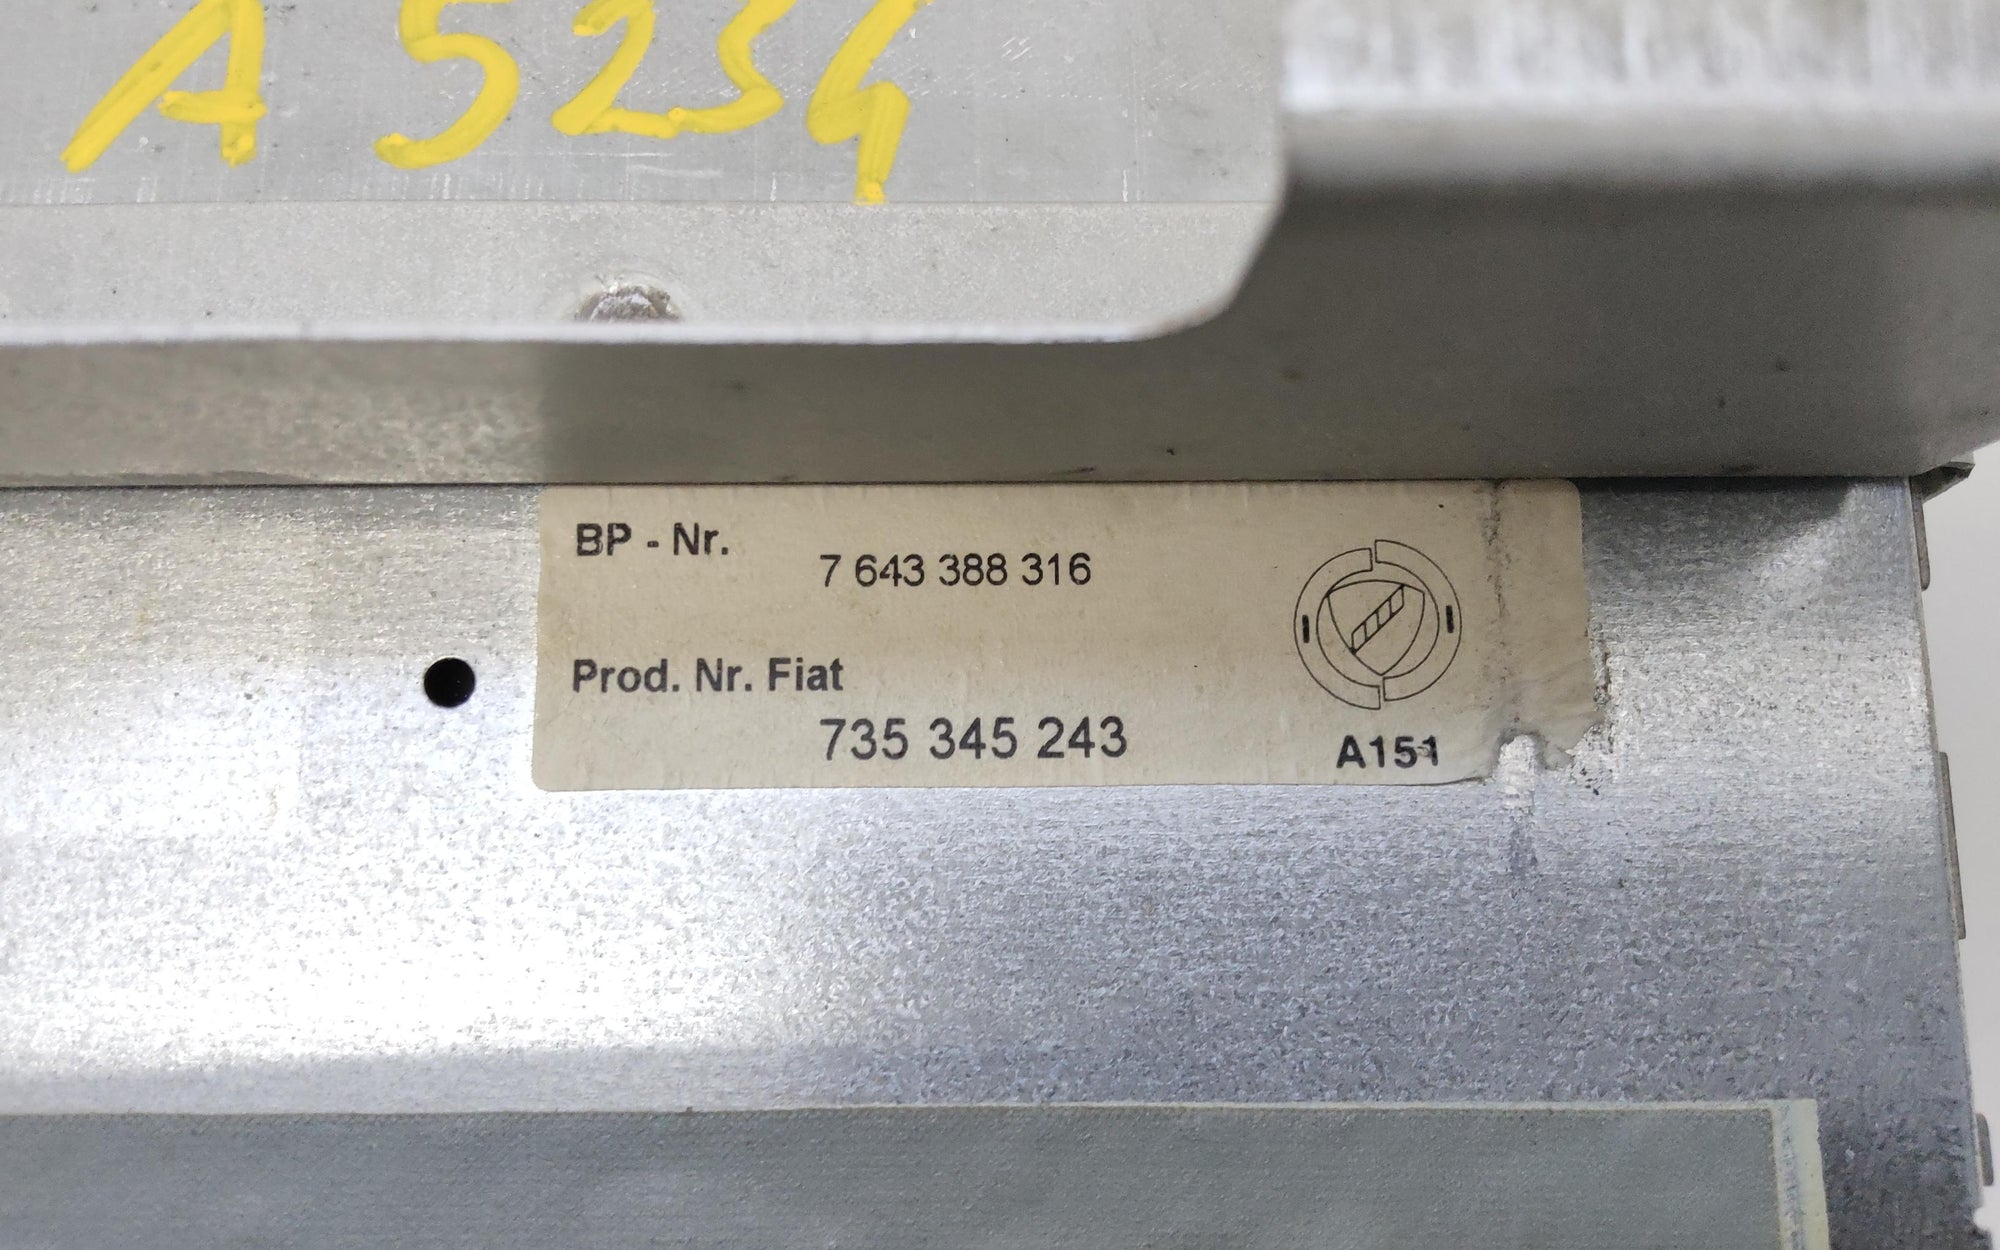 A 5234
BP - Nr.
7 643 388 316
Prod. Nr. Fiat
735 345 243
A151